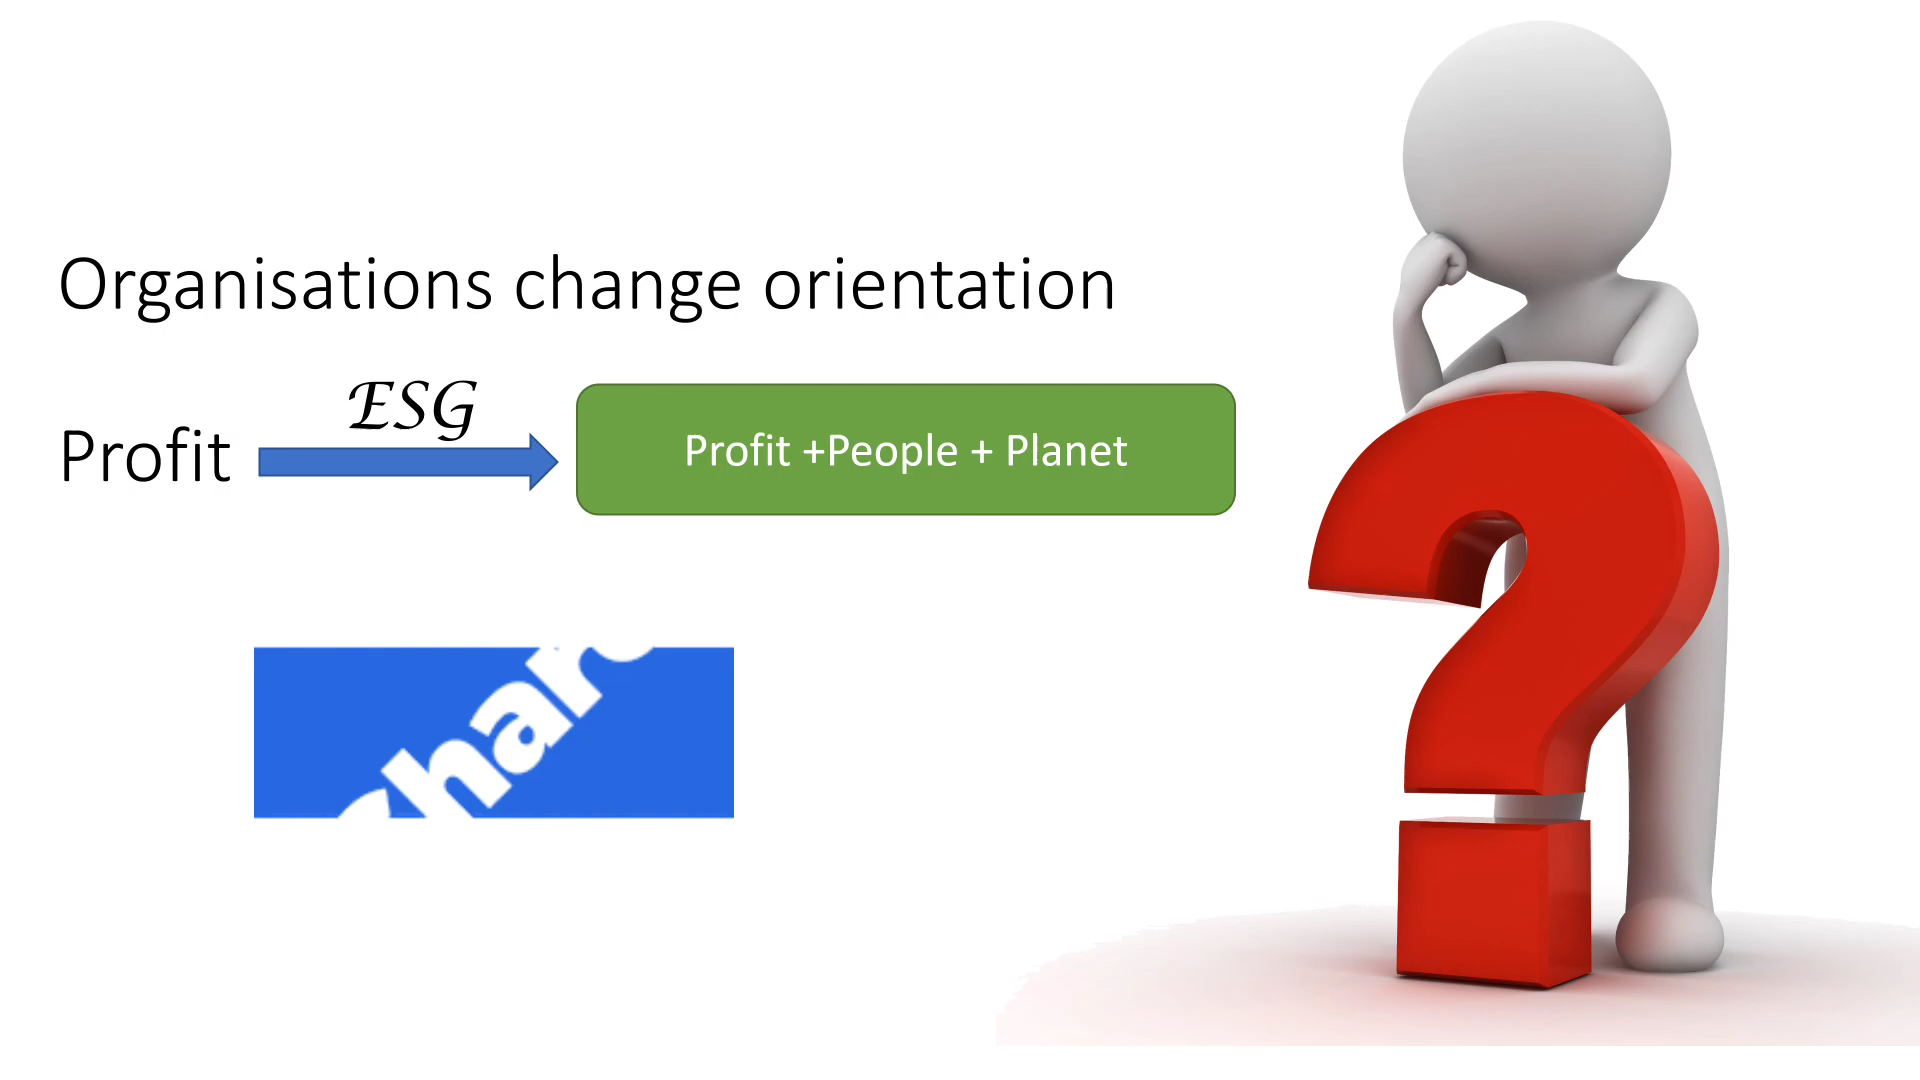 Organisations change orientation
ESG
Profit
Profit +People + Planet